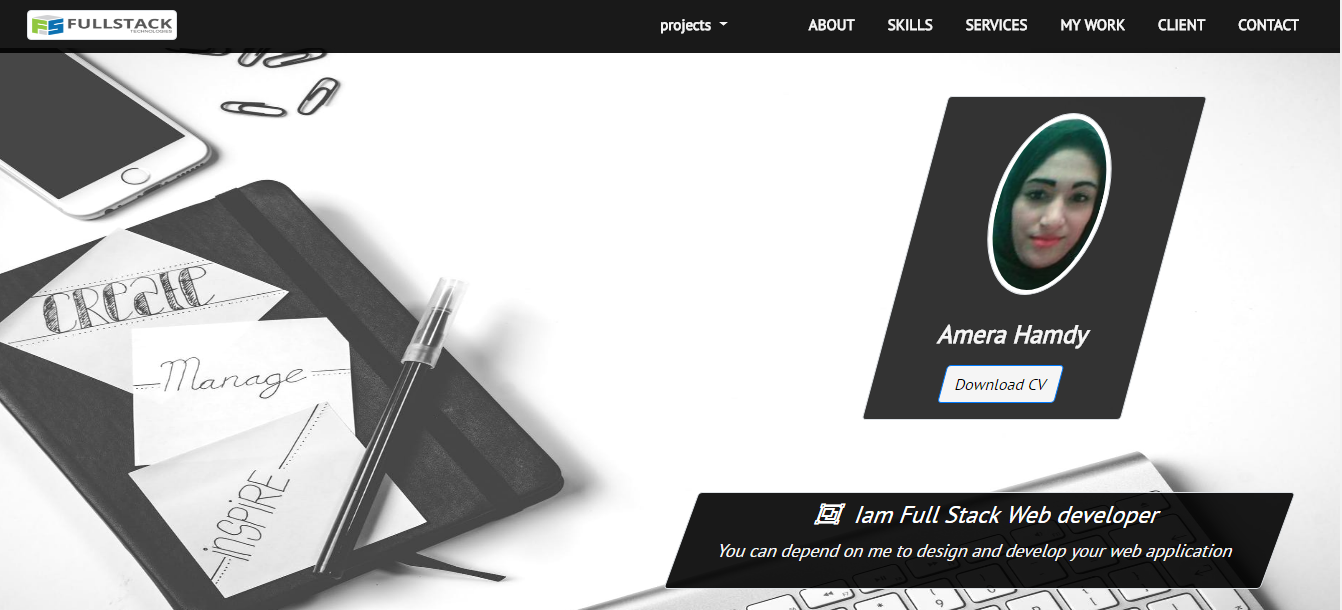 FULLSTACK
TECHNOLOGIES
projects
ABOUT
SKILLS
SERVICES
MY WORK
CLIENT
CONTACT
CREATE
Manage
INSPIRE
Amera Hamdy
Download CV
Iam Full Stack Web developer
You can depend on me to design and develop your web application